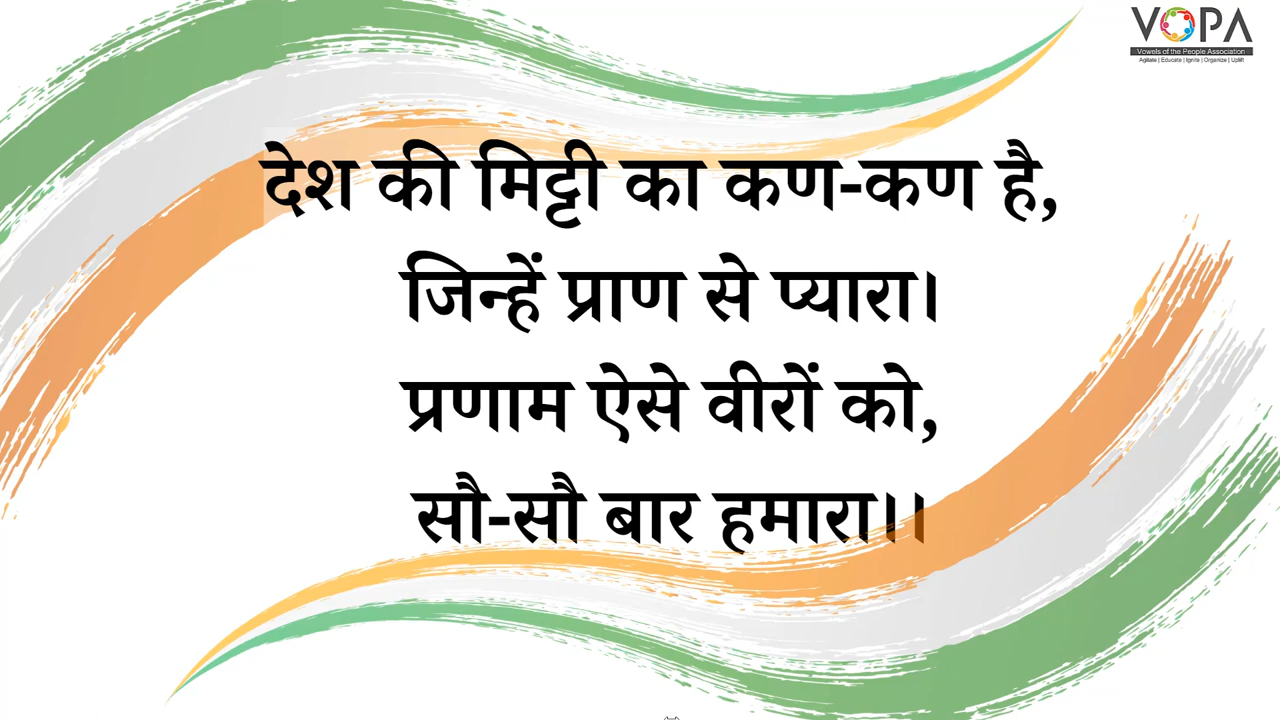 VOPA
Vowels of the People Association
Agitate | Educate | Ignite | Organize | Uplift
देश की मिट्टी का कण-कण है,
जिन्हें प्राण से प्यारा।
प्रणाम ऐसे वीरों को,
सौ-सौ बार हमारा।।